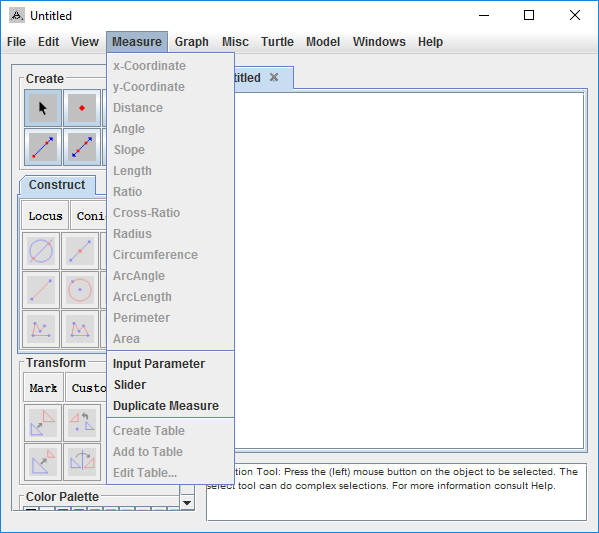 Untitled
File Edit View Measure Graph Misc Turtle Model Windows Help
x-Coordinate
y-Coordinate
Distance
Angle
Slope
Length
Ratio
Cross-Ratio
Radius
Circumference
ArcAngle
ArcLength
Perimeter
Area
Input Parameter
Slider
Duplicate Measure
Create Table
Add to Table
Edit Table...
Create
Construct
Locus Coni
Transform
Mark Custo
Color Palette
titled
tion Tool: Press the (left) mouse button on the object to be selected. The
select tool can do complex selections. For more information consult Help.